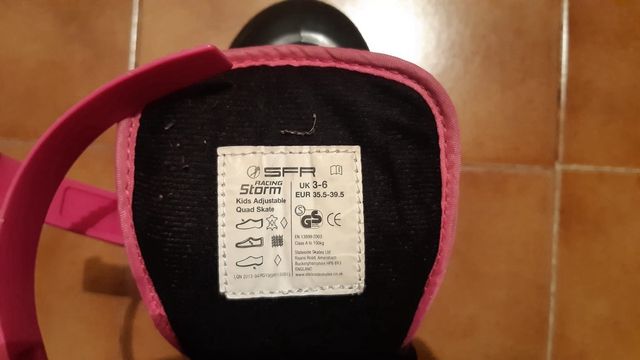 SFR
RACING
Storm
Kids Adjustable
Quad Skate
UK 3-6
EUR 35.5-39.5
S
GS
CE
EN 13899:2003
Class A to 100kg
Stateside Skates Ltd
ENGLAND